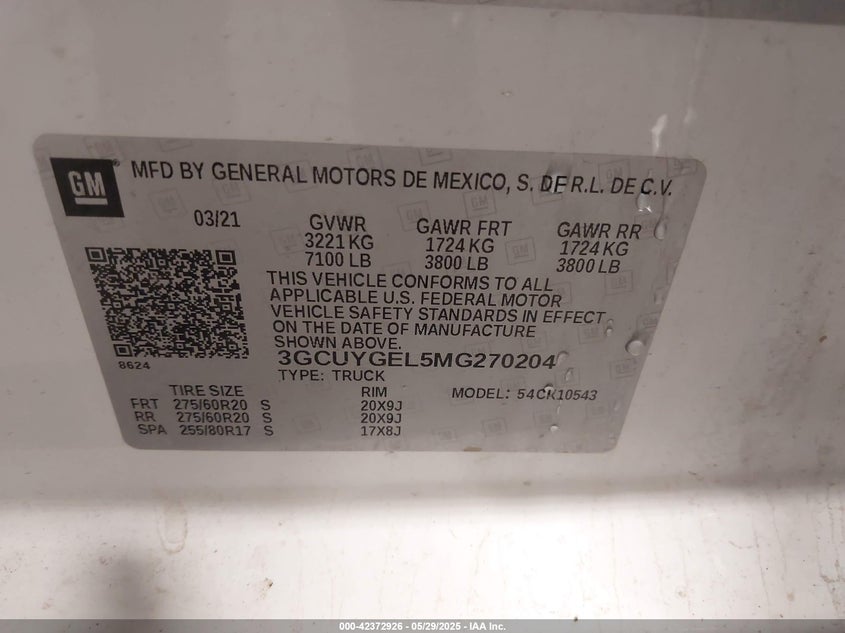 GM
MFD BY GENERAL MOTORS DE MEXICO, S. DE R.L. DE C.V.
03/21 GVWR GAWR FRT GAWR RR
3221 KG 1724 KG 1724 KG
7100 LB 3800 LB 3800 LB
THIS VEHICLE CONFORMS TO ALL
APPLICABLE U.S. FEDERAL MOTOR
VEHICLE SAFETY STANDARDS IN EFFECT
ON THE DATE OF MANUFACTURE
SHOWN ABOVE.
8624
3GCUYGEL5MG270204
TYPE: TRUCK
TIRE SIZE RIM MODEL: 54CK10543
FRT 275/60R20 S 20X9J
RR 275/60R20 S 20X9J
SPA 255/80R17 S 17X8J
000-42372926 - 05/29/2025 - IAA Inc.